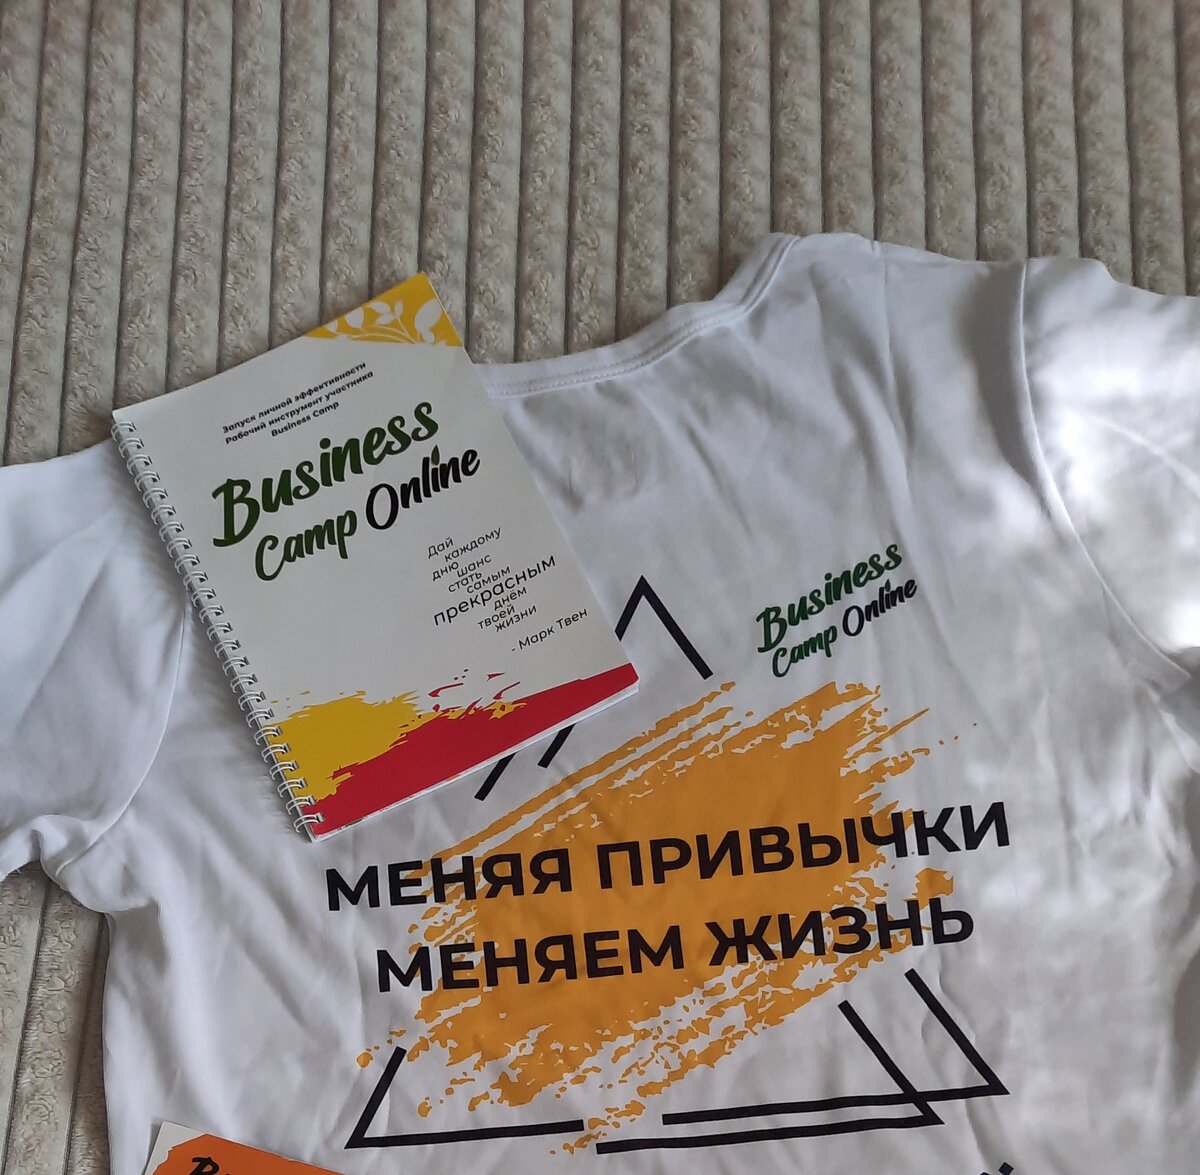 Запуск личной эффективности
Рабочий инструмент участника
Business Camp
Business
Camp Online
Дай
каждому
дню шанс
стать самым
прекрасным
днём
твоей
жизни
- Марк Твен
Business
Camp Online
МЕНЯЯ ПРИВЫЧКИ
МЕНЯЕМ ЖИЗНЬ